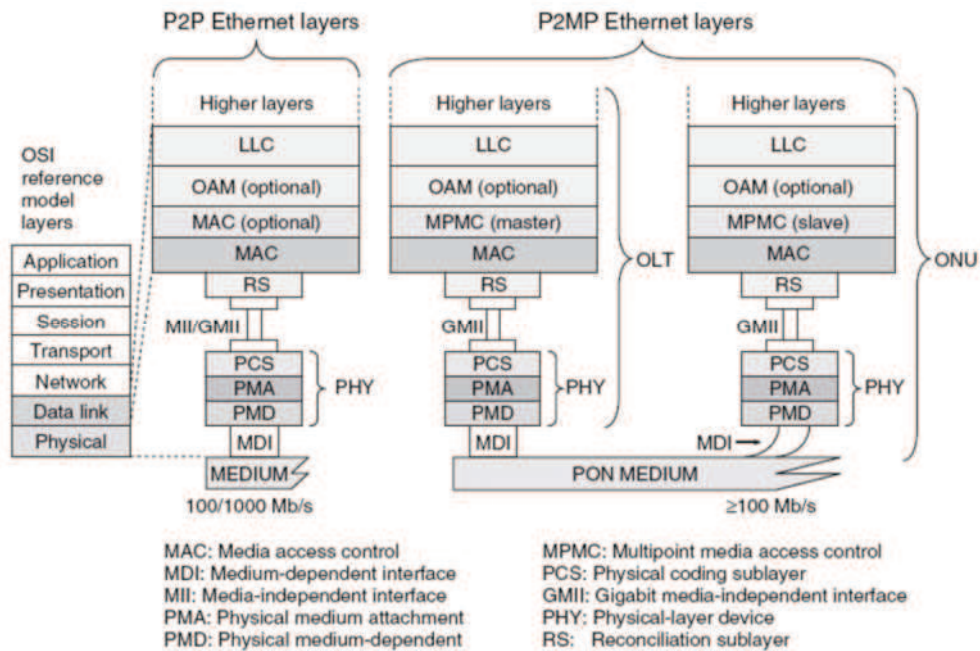 P2P Ethernet layers
P2MP Ethernet layers
Higher layers
Higher layers
Higher layers
OSI
reference
model
layers
LLC
LLC
LLC
OAM (optional)
OAM (optional)
OAM (optional)
MAC (optional)
MPMC (master)
MPMC (slave)
MAC
MAC
MAC
OLT
ONU
RS
RS
RS
Application
Presentation
Session
Transport
Network
Data link
Physical
MII/GMII
GMII
GMII
PCS
PMA
PMD
PHY
PCS
PMA
PMD
PHY
PCS
PMA
PMD
PHY
MDI
MDI
MDI
MEDIUM
PON MEDIUM
100/1000 Mb/s
≥100 Mb/s
MAC: Media access control
MDI: Medium-dependent interface
MII: Media-independent interface
PMA: Physical medium attachment
PMD: Physical medium-dependent
MPMC: Multipoint media access control
PCS: Physical coding sublayer
GMII: Gigabit media-independent interface
PHY: Physical-layer device
RS: Reconciliation sublayer